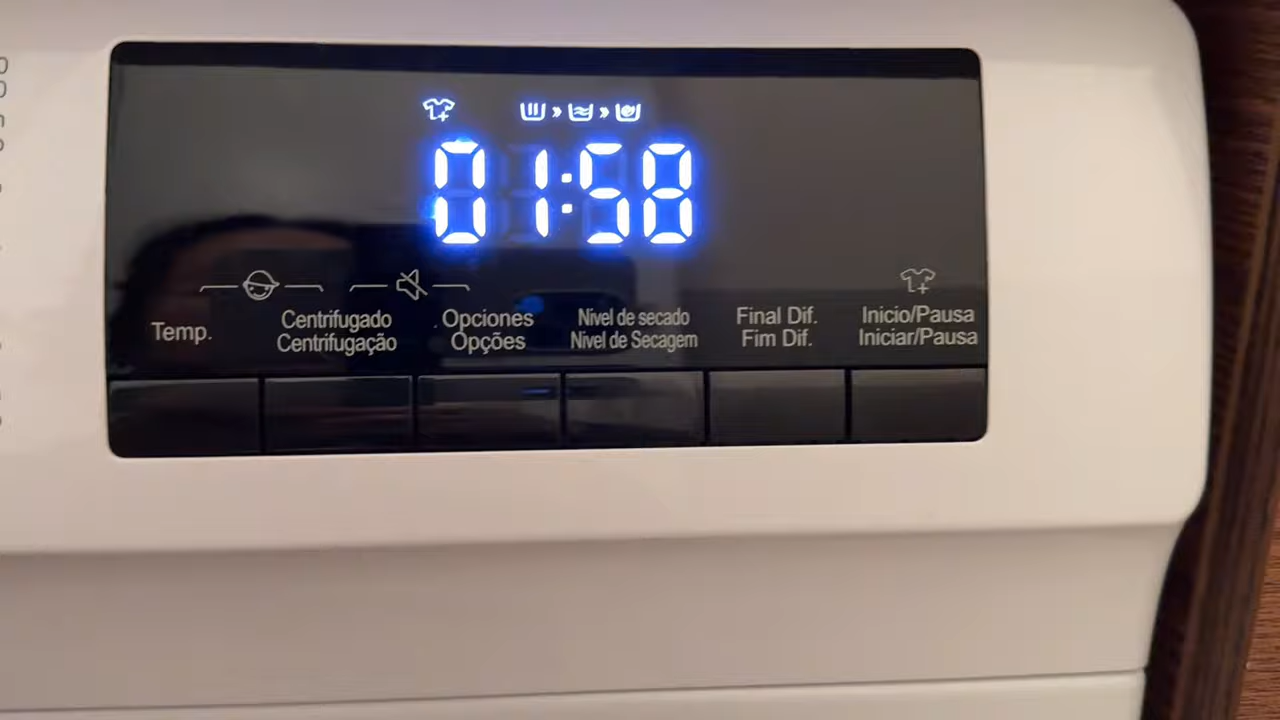 01:58
Temp.
Centrifugado
Centrifugação
Opciones
Opções
Nivel de secado
Nivel de Secagem
Final Dif.
Fim Dif.
Inicio/Pausa
Iniciar/Pausa